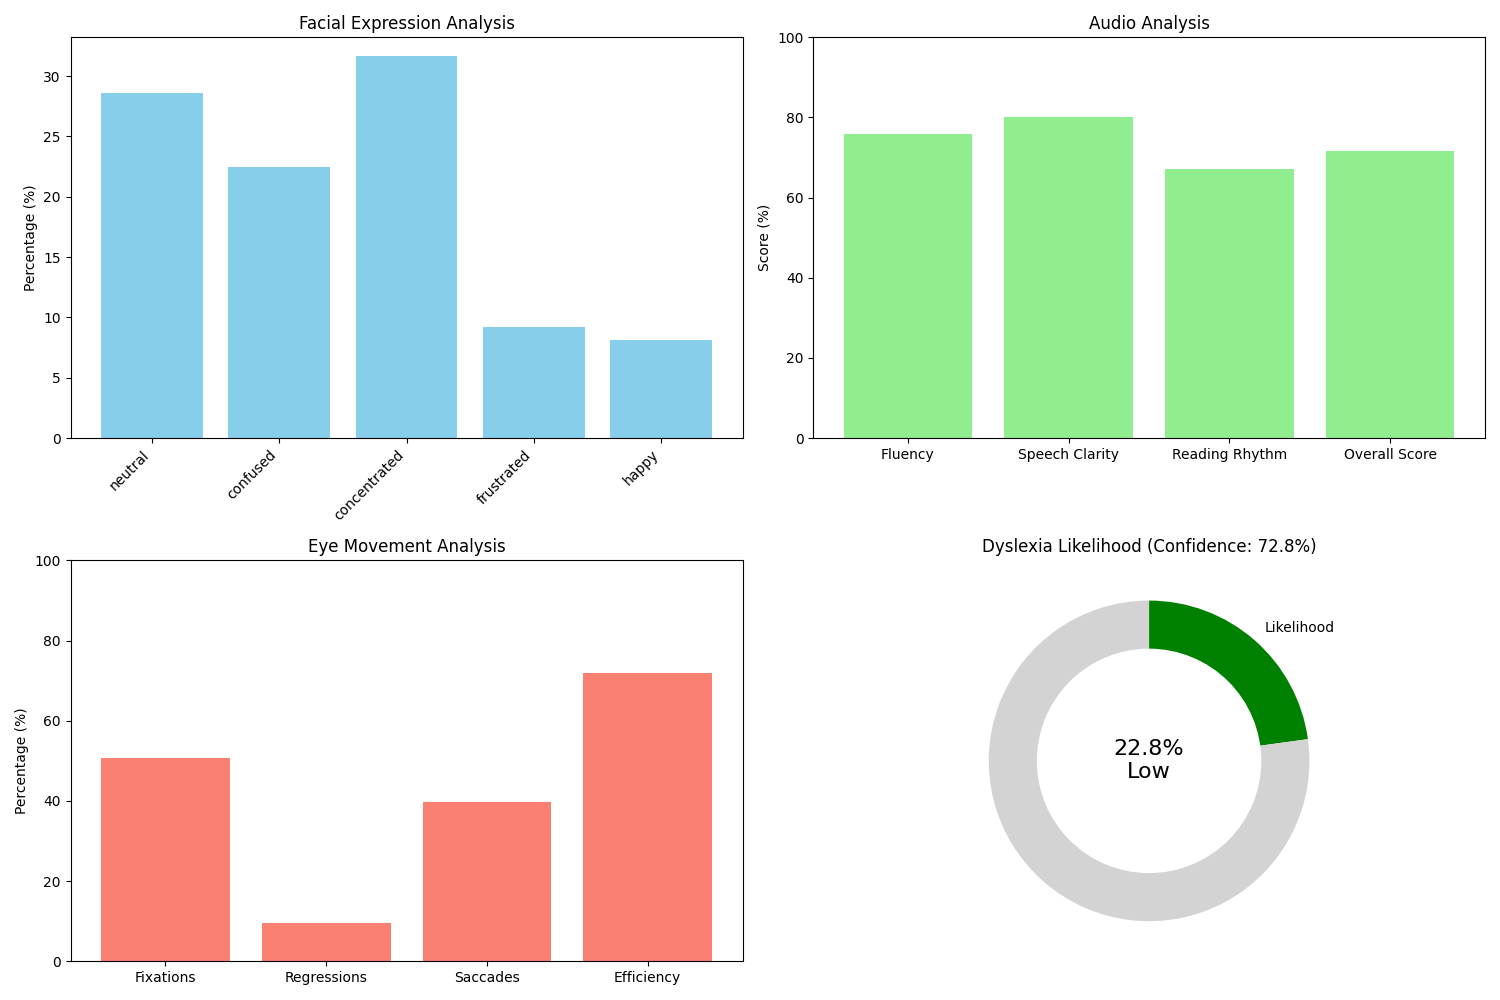 Facial Expression Analysis
Percentage (%)
30
25
20
15
10
5
0
neutral
confused
concentrated
frustrated
happy
Audio Analysis
Score (%)
100
80
60
40
20
0
Fluency
Speech Clarity
Reading Rhythm
Overall Score
Eye Movement Analysis
Percentage (%)
100
80
60
40
20
0
Fixations
Regressions
Saccades
Efficiency
Dyslexia Likelihood (Confidence: 72.8%)
Likelihood
22.8%
Low